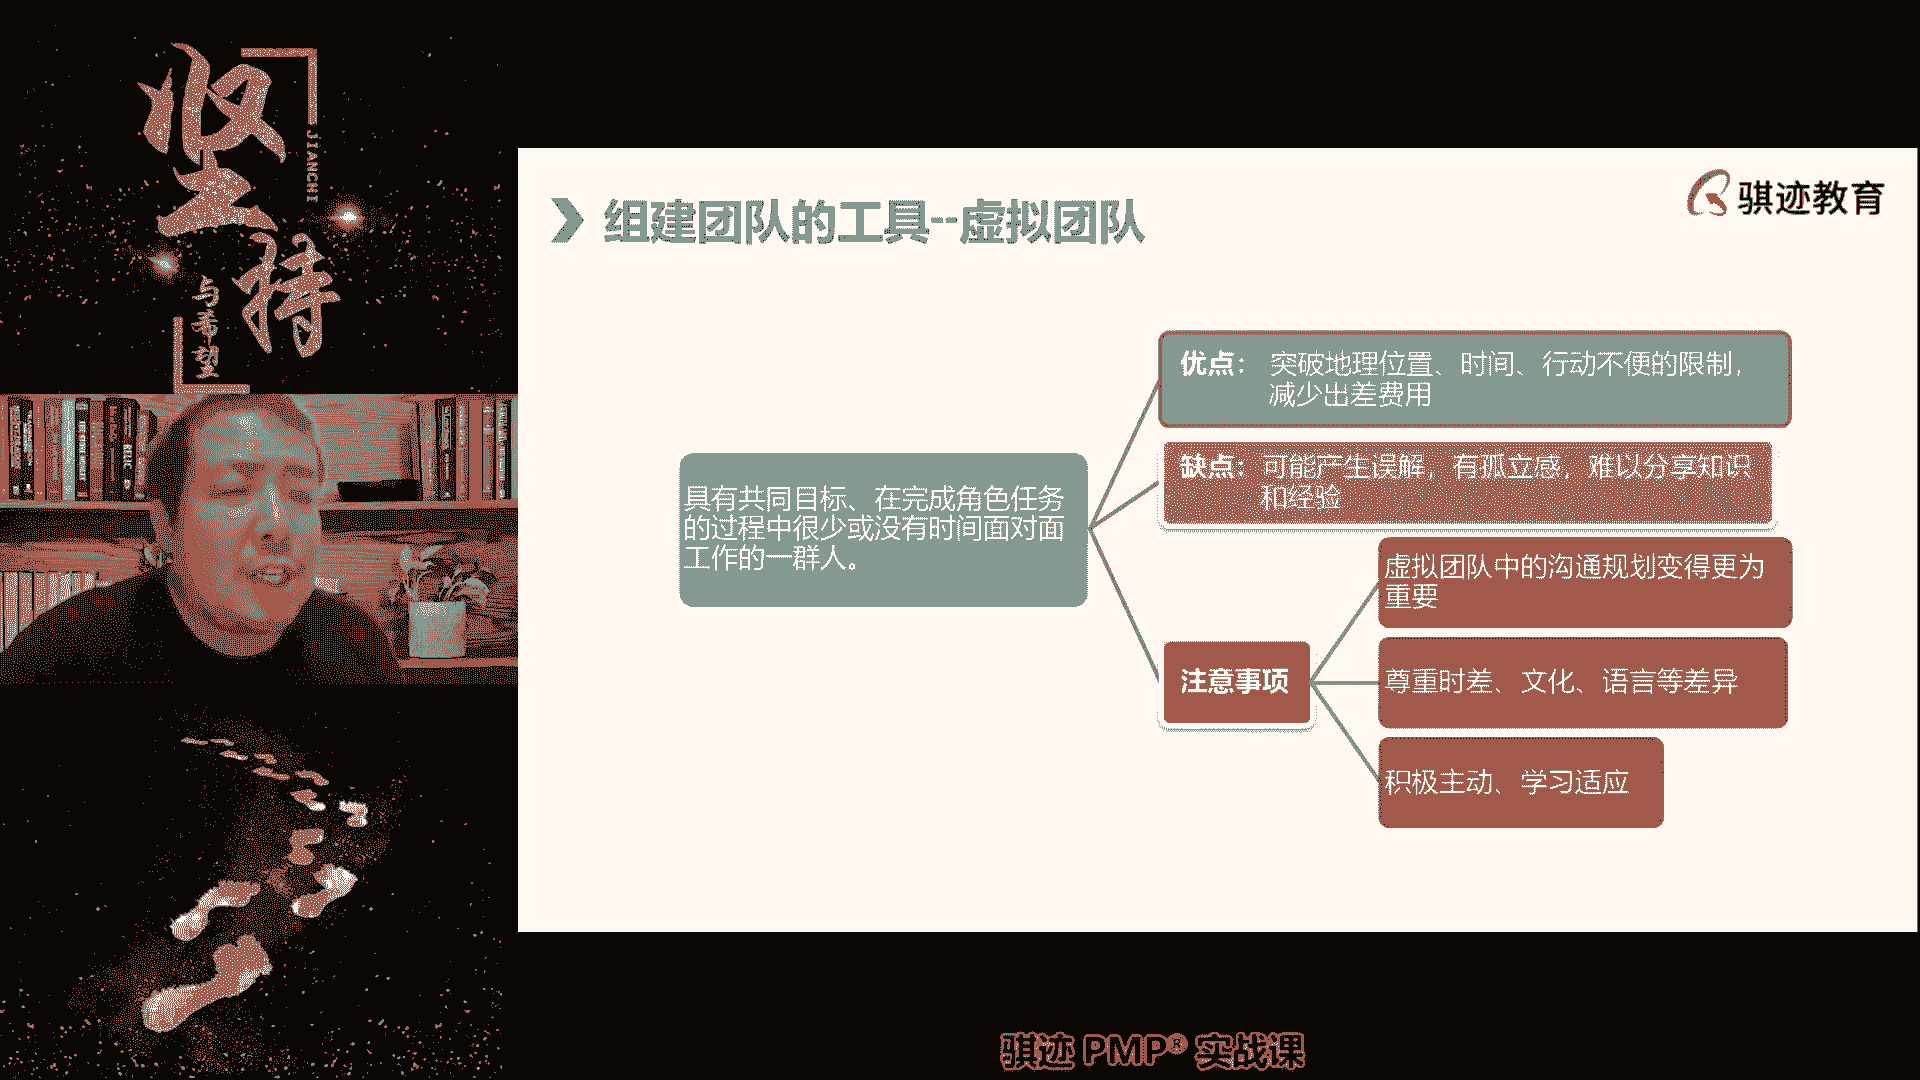 坚持
JIANCHI
与希望
骐迹教育
组建团队的工具--虚拟团队
具有共同目标、在完成角色任务
的过程中很少或没有时间面对面
工作的一群人。
优点： 突破地理位置、时间、行动不便的限制，
减少出差费用
缺点：可能产生误解，有孤立感，难以分享知识
和经验
注意事项
虚拟团队中的沟通规划变得更为
重要
尊重时差、文化、语言等差异
积极主动、学习适应
骐迹 PMP® 实战课